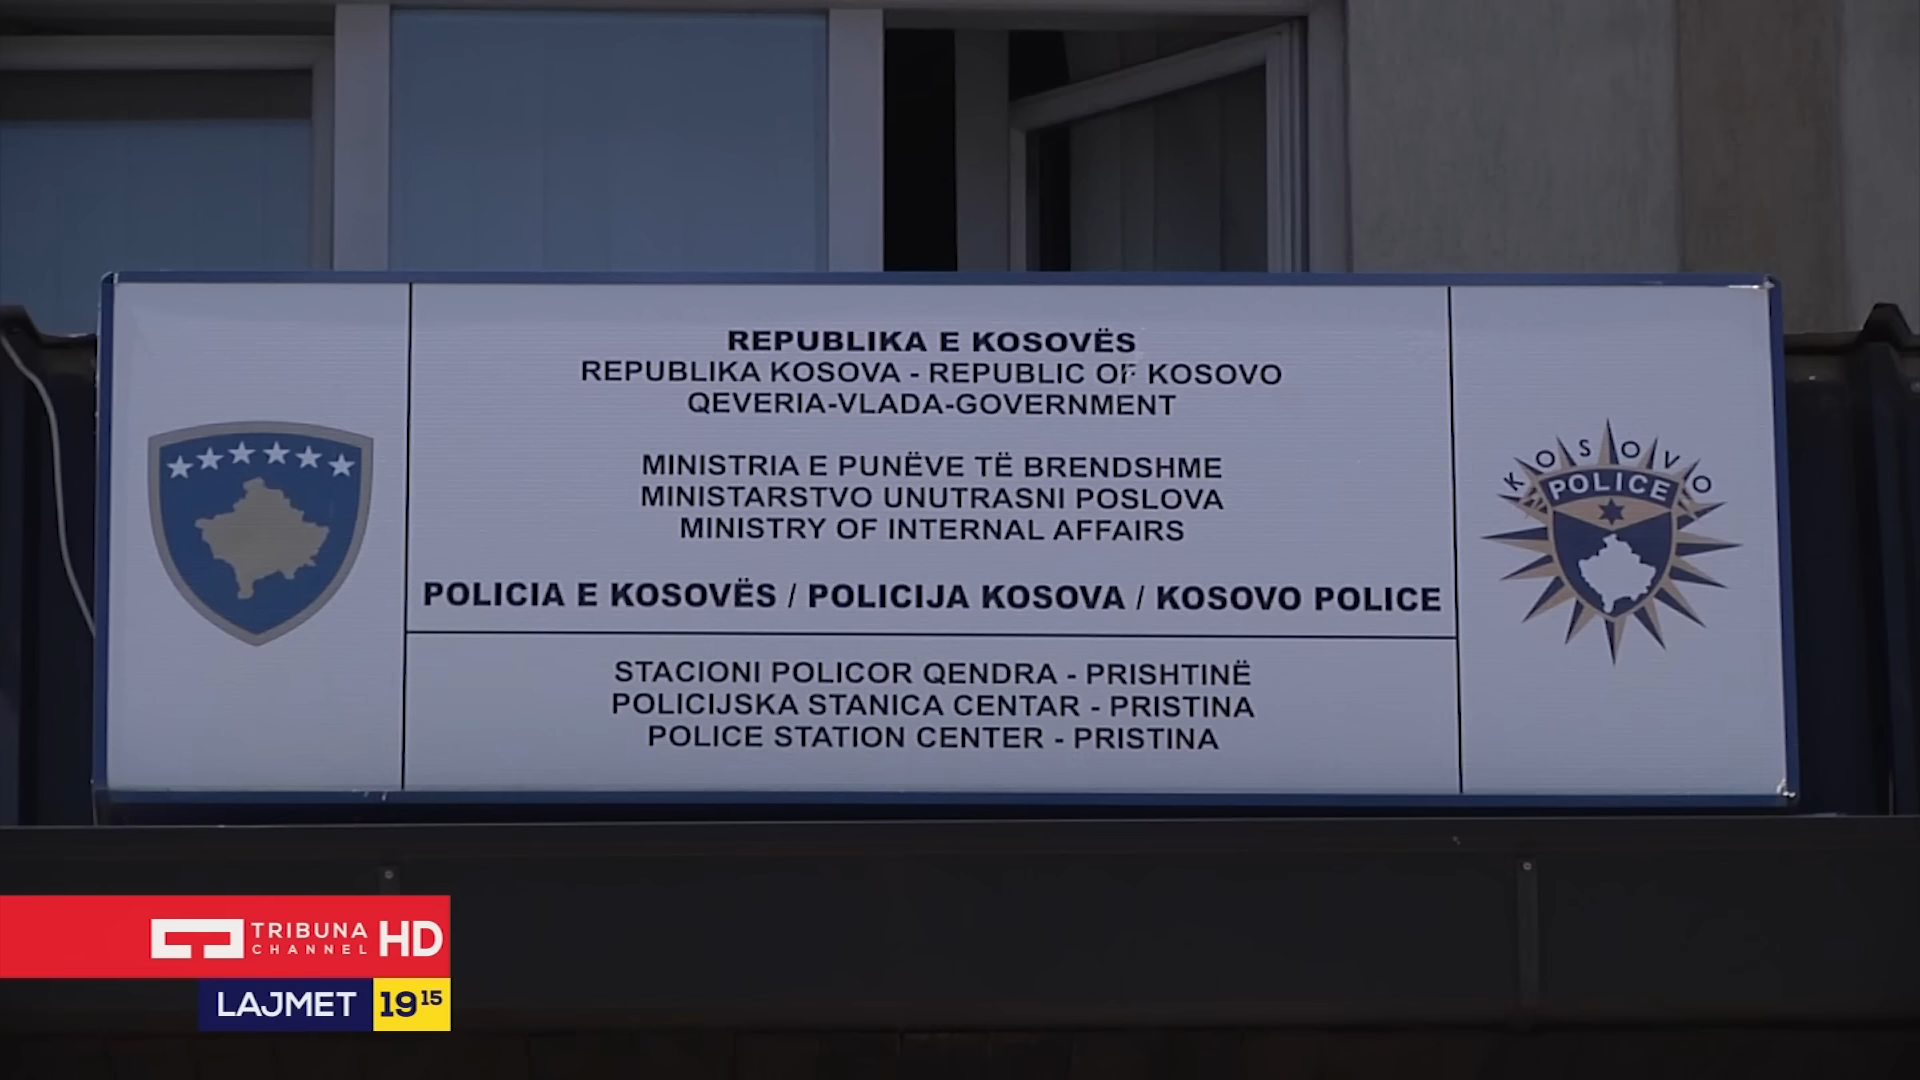 REPUBLIKA E KOSOVËS
REPUBLIKA KOSOVA - REPUBLIC OF KOSOVO
QEVERIA-VLADA-GOVERNMENT
MINISTRIA E PUNËVE TË BRENDSHME
MINISTARSTVO UNUTRASNI POSLOVA
MINISTRY OF INTERNAL AFFAIRS
POLICIA E KOSOVËS / POLICIJA KOSOVA / KOSOVO POLICE
STACIONI POLICOR QENDRA - PRISHTINË
POLICIJSKA STANICA CENTAR - PRISTINA
POLICE STATION CENTER - PRISTINA
KOSOVO
POLICE
TRIBUNA
CHANNEL
HD
LAJMET 19 15